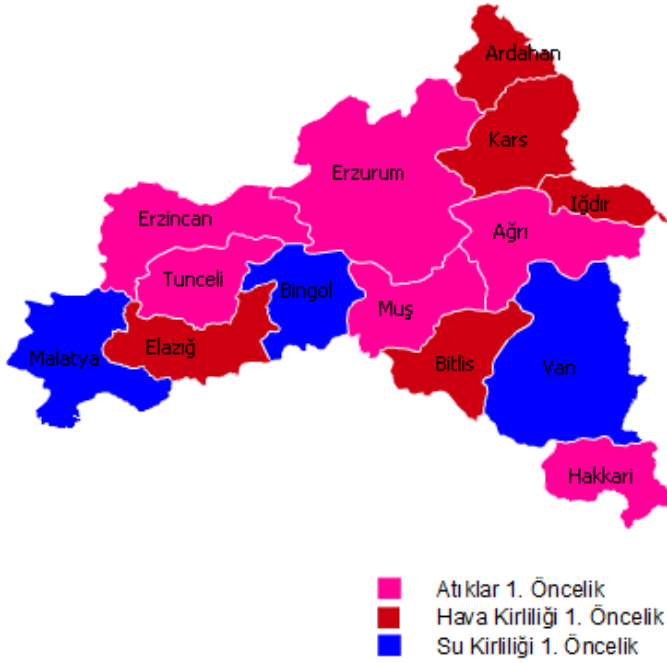 Ardahan
Kars
Erzurum
Iğdır
Erzincan
Ağrı
Tunceli
Bingol
Muş
Elazığ
Malatya
Bitlis
Van
Hakkari
Atıklar 1. Öncelik
Hava Kirliliği 1. Öncelik
Su Kirliliği 1. Öncelik